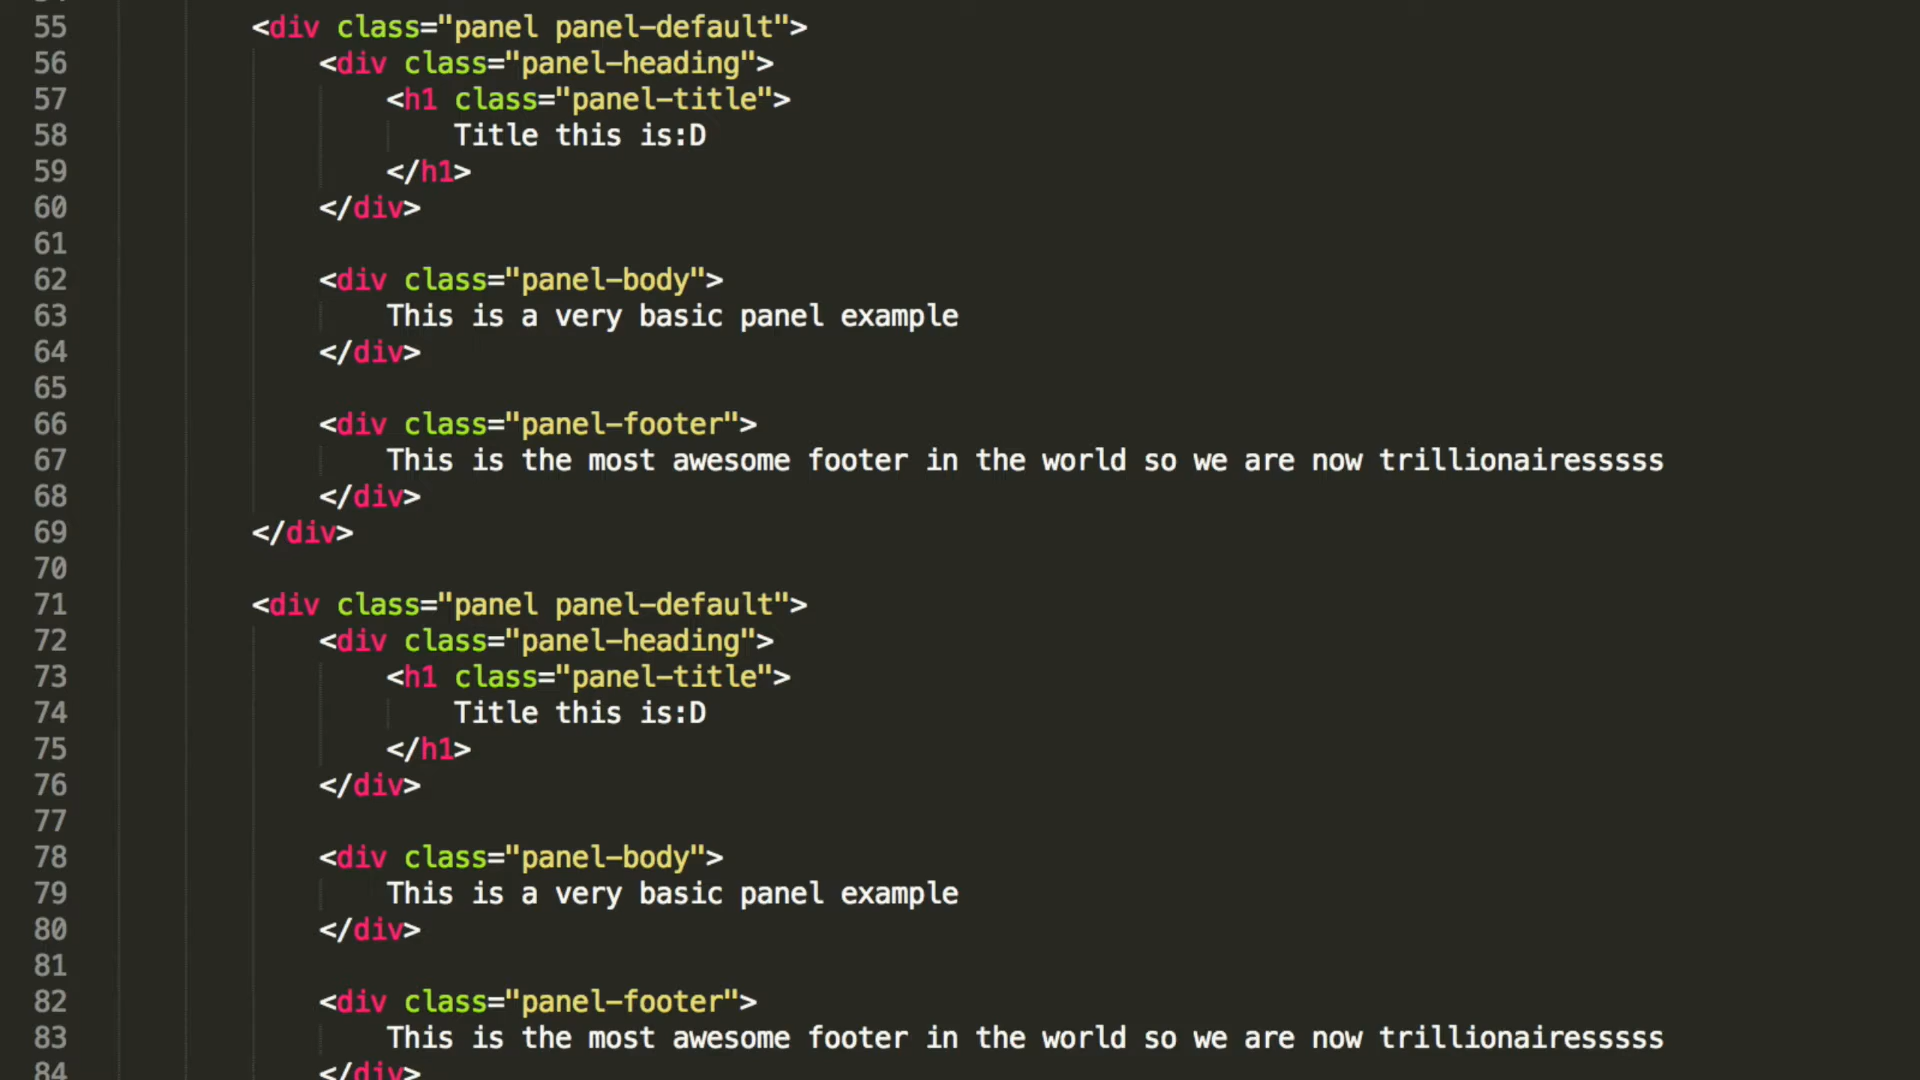 55 <div class="panel panel-default">
56 <div class="panel-heading">
57 <h1 class="panel-title">
58 Title this is:D
59 </h1>
60 </div>
61
62 <div class="panel-body">
63 This is a very basic panel example
64 </div>
65
66 <div class="panel-footer">
67 This is the most awesome footer in the world so we are now trillionairesssss
68 </div>
69 </div>
70
71 <div class="panel panel-default">
72 <div class="panel-heading">
73 <h1 class="panel-title">
74 Title this is:D
75 </h1>
76 </div>
77
78 <div class="panel-body">
79 This is a very basic panel example
80 </div>
81
82 <div class="panel-footer">
83 This is the most awesome footer in the world so we are now trillionairesssss
84 </div>